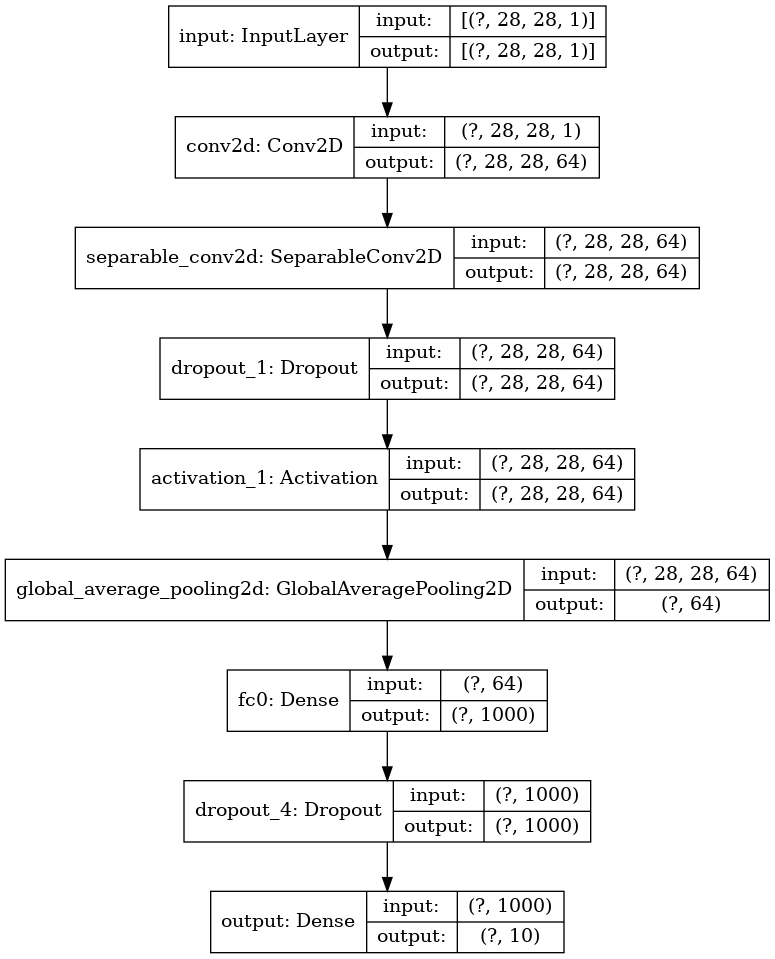 input: InputLayer
input: [(?, 28, 28, 1)]
output: [(?, 28, 28, 1)]
conv2d: Conv2D
input: (?, 28, 28, 1)
output: (?, 28, 28, 64)
separable_conv2d: SeparableConv2D
input: (?, 28, 28, 64)
output: (?, 28, 28, 64)
dropout_1: Dropout
input: (?, 28, 28, 64)
output: (?, 28, 28, 64)
activation_1: Activation
input: (?, 28, 28, 64)
output: (?, 28, 28, 64)
global_average_pooling2d: GlobalAveragePooling2D
input: (?, 28, 28, 64)
output: (?, 64)
fc0: Dense
input: (?, 64)
output: (?, 1000)
dropout_4: Dropout
input: (?, 1000)
output: (?, 1000)
output: Dense
input: (?, 1000)
output: (?, 10)